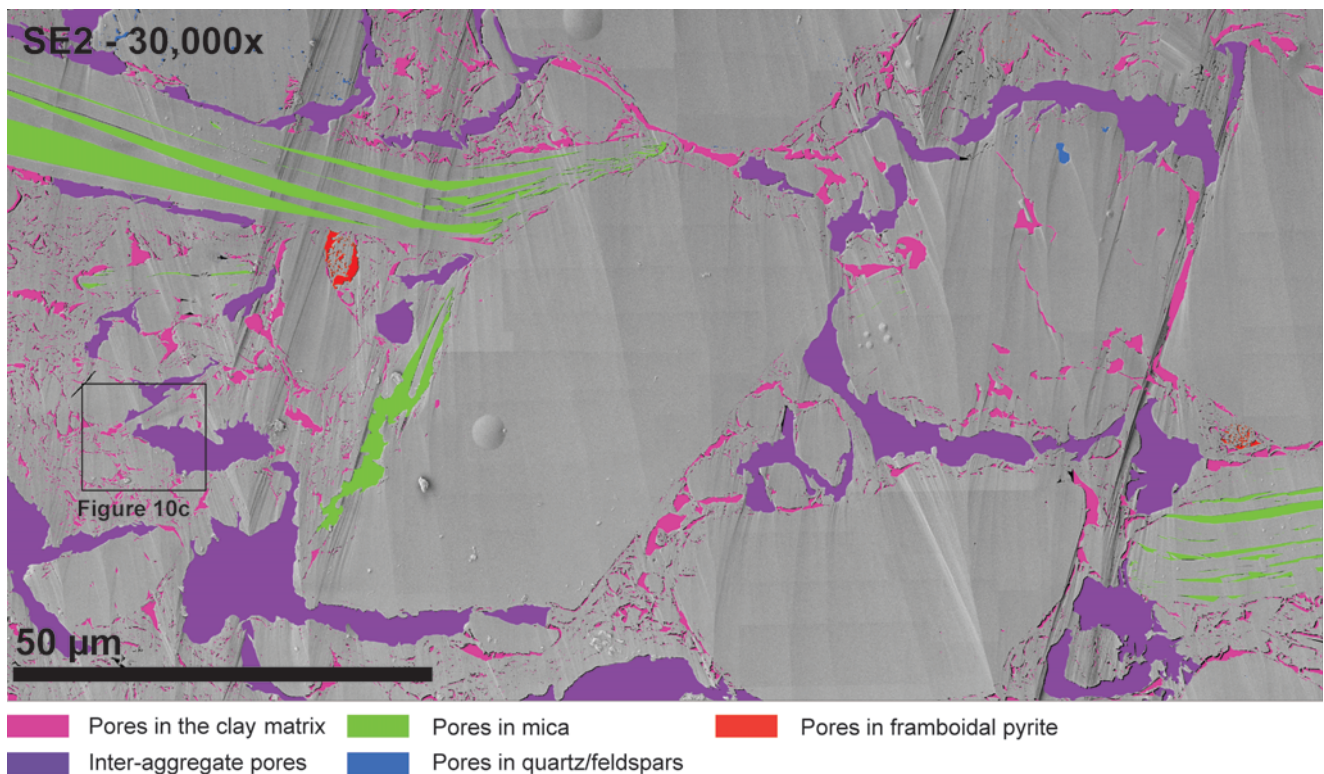 SE2 - 30,000x
Figure 10c
50 µm
Pores in the clay matrix
Pores in mica
Pores in framboidal pyrite
Inter-aggregate pores
Pores in quartz/feldspars